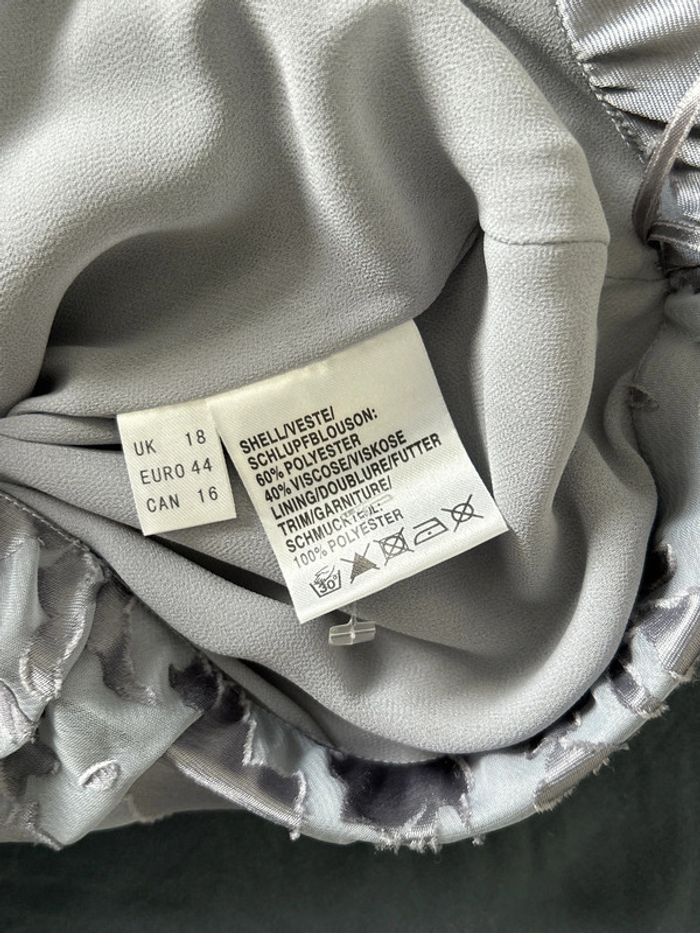 UK 18
EURO 44
CAN 16
SHELL/VESTE/
SCHLUPFBLOUSON:
60% POLYESTER
40% VISCOSE/VISKOSE
LINING/DOUBLURE/FUTTER
TRIM/GARNITURE/
SCHMUCKTEIL:
100% POLYESTER
30°